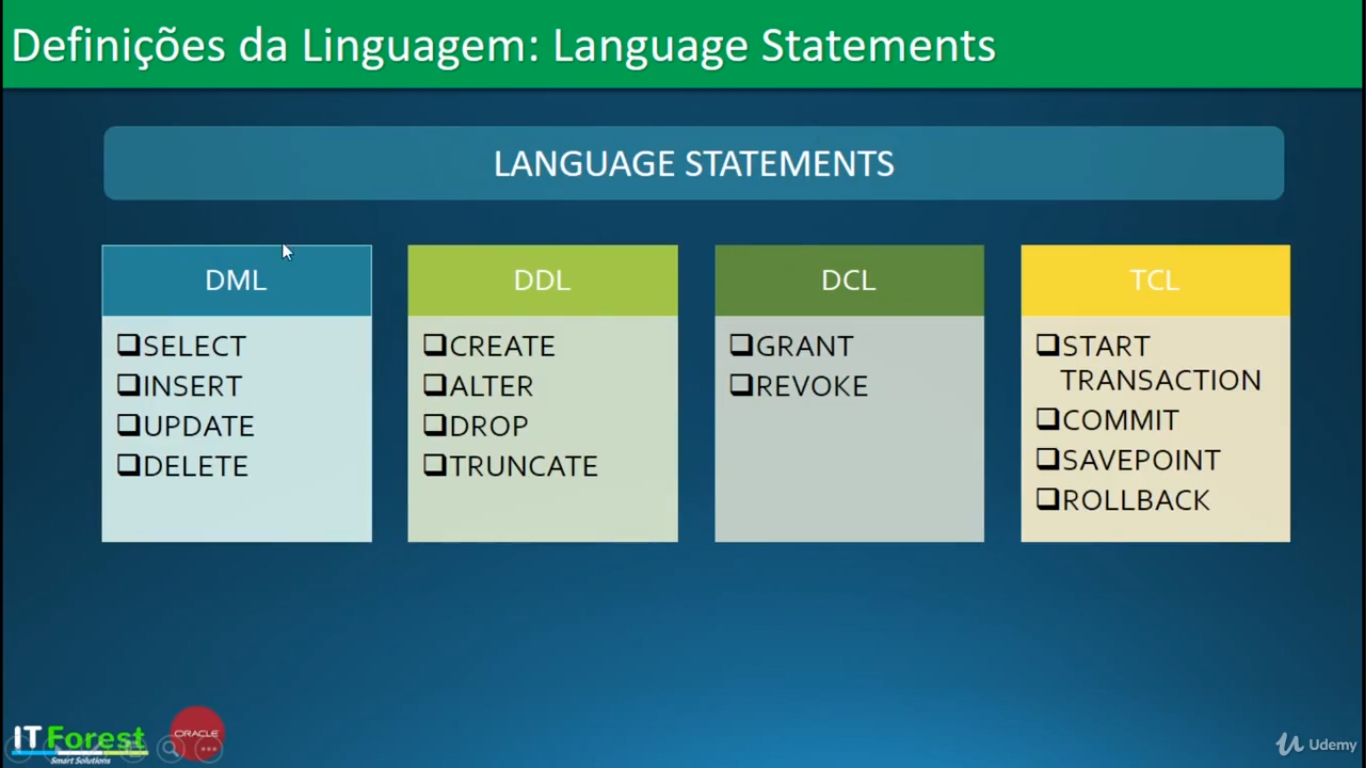 Definições da Linguagem: Language Statements
LANGUAGE STATEMENTS
DML
❑SELECT
❑INSERT
❑UPDATE
❑DELETE
DDL
❑CREATE
❑ALTER
❑DROP
❑TRUNCATE
DCL
❑GRANT
❑REVOKE
TCL
❑START
TRANSACTION
❑COMMIT
❑SAVEPOINT
❑ROLLBACK
IT Forest
Smart Solutions
ORACLE
Udemy